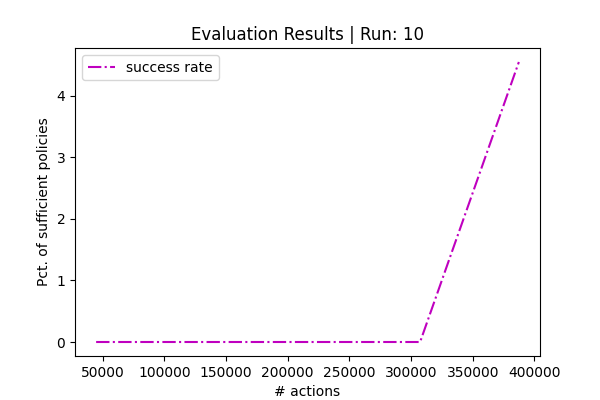 Evaluation Results | Run: 10
success rate
Pct. of sufficient policies
4
3
2
1
0
50000 100000 150000 200000 250000 300000 350000 400000
# actions